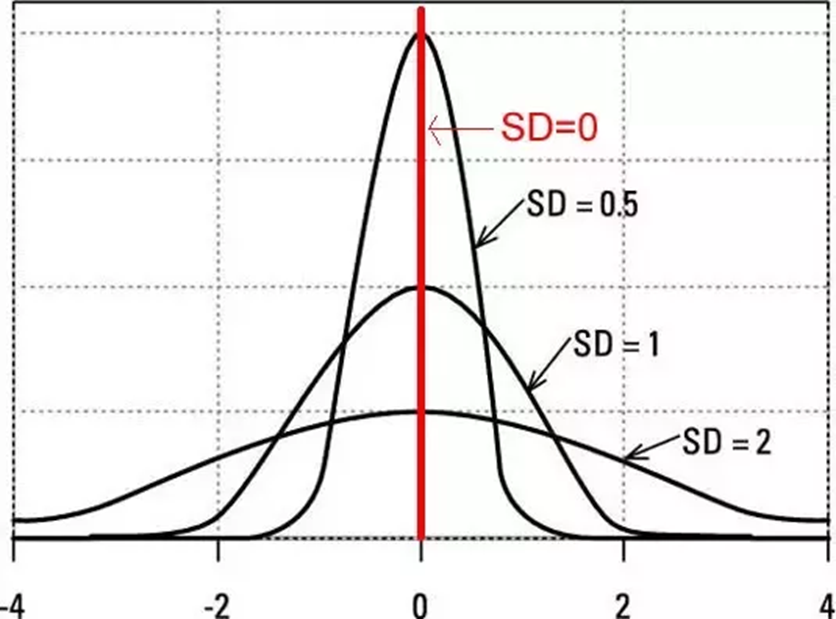 SD=0
SD = 0.5
SD = 1
SD = 2
-4 -2 0 2 4